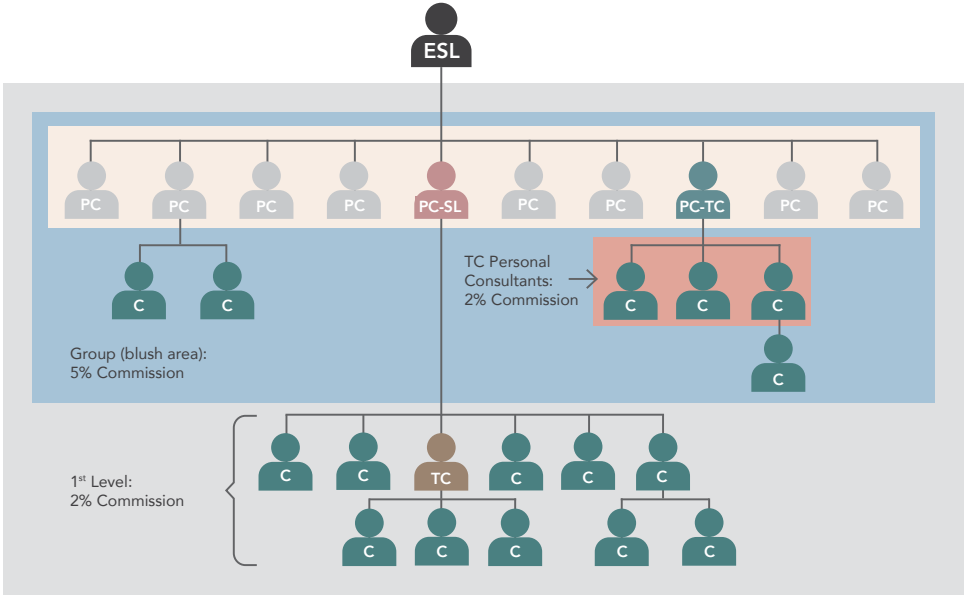 ESL
PC PC PC PC PC-SL PC PC PC-TC PC PC
TC Personal
Consultants:
2% Commission
C C C C C
Group (blush area):
5% Commission
C
1st Level:
2% Commission
C C TC C C C
C C C C C